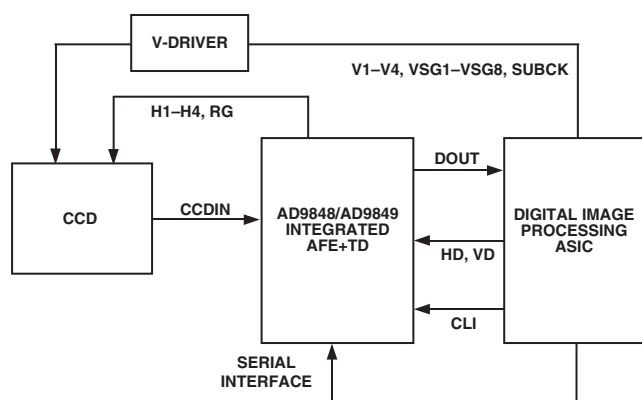 V-DRIVER
V1–V4, VSG1–VSG8, SUBCK
H1–H4, RG
CCD
CCDIN
AD9848/AD9849
INTEGRATED
AFE+TD
DOUT
HD, VD
CLI
DIGITAL IMAGE
PROCESSING
ASIC
SERIAL
INTERFACE